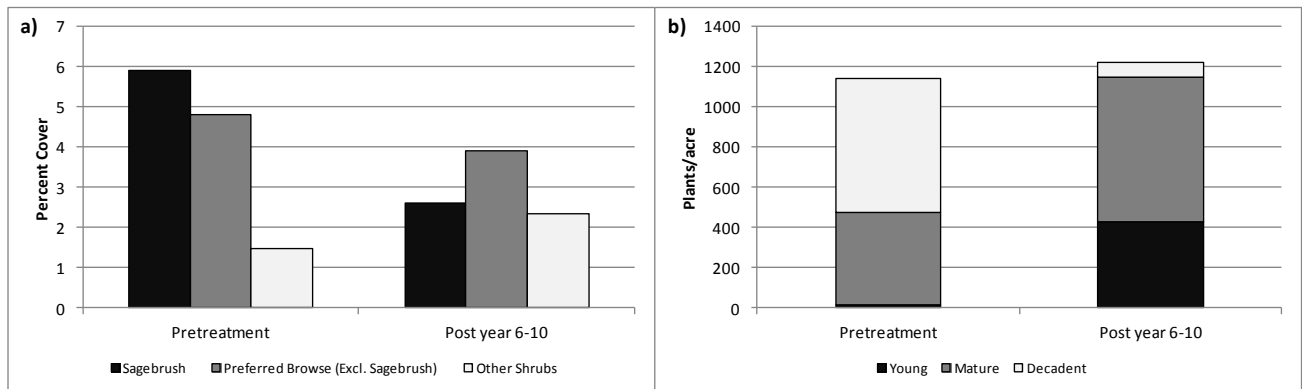 a)
Percent Cover
7
6
5
4
3
2
1
0
Pretreatment
Post year 6-10
Sagebrush
Preferred Browse (Excl. Sagebrush)
Other Shrubs
b)
Plants/acre
1400
1200
1000
800
600
400
200
0
Pretreatment
Post year 6-10
Young
Mature
Decadent